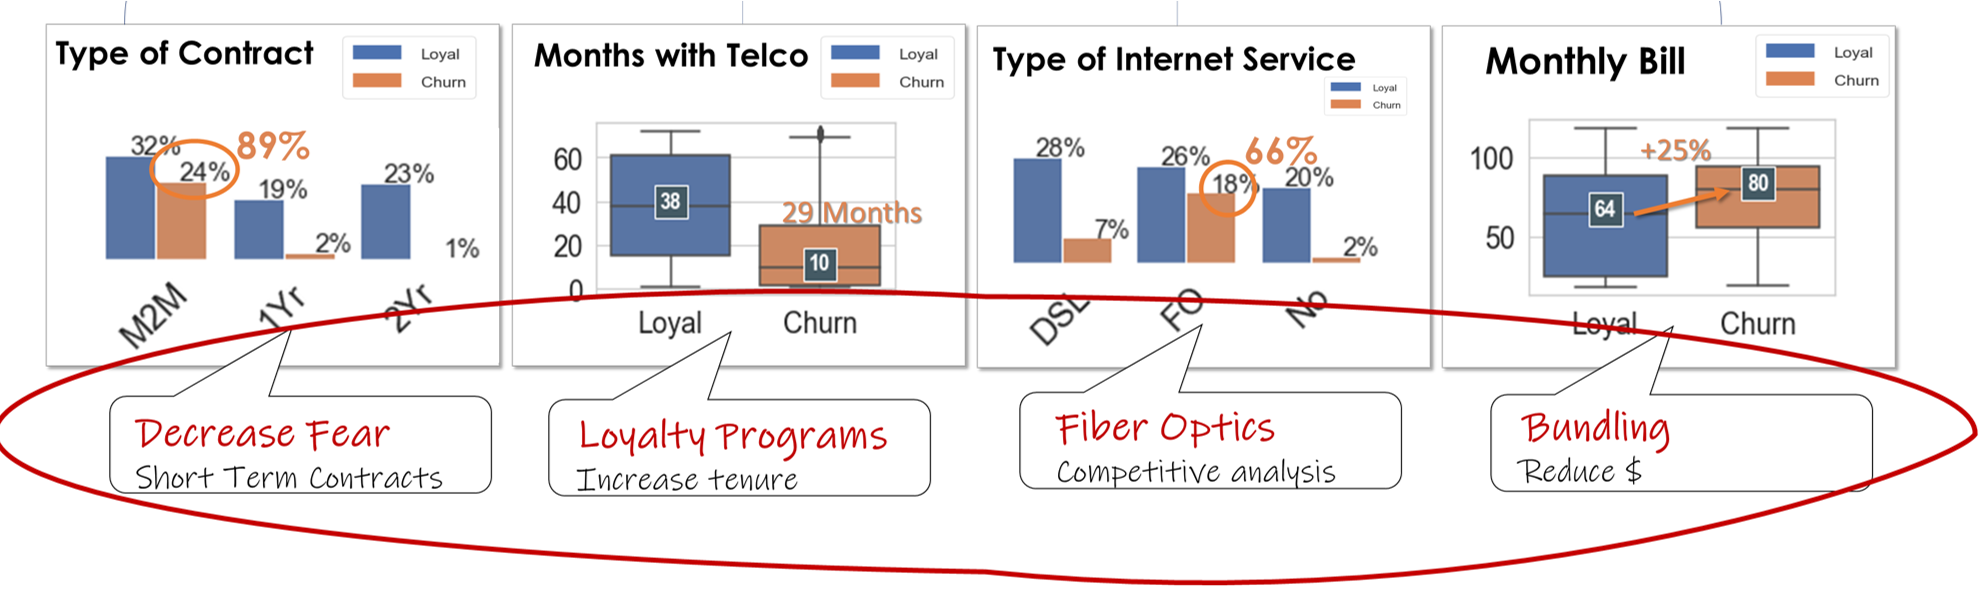 Type of Contract
Loyal
Churn
32%
24%
89%
19%
2%
23%
1%
M2M
1Yr
2Yr
Decrease Fear
Short Term Contracts
Months with Telco
Loyal
Churn
60
40
20
0
38
29 Months
10
Loyal
Churn
Loyalty Programs
Increase tenure
Type of Internet Service
Loyal
Churn
28%
7%
26%
18%
66%
20%
2%
DSL
FO
No
Fiber Optics
Competitive analysis
Monthly Bill
Loyal
Churn
100
50
+25%
64
80
Loyal
Churn
Bundling
Reduce $